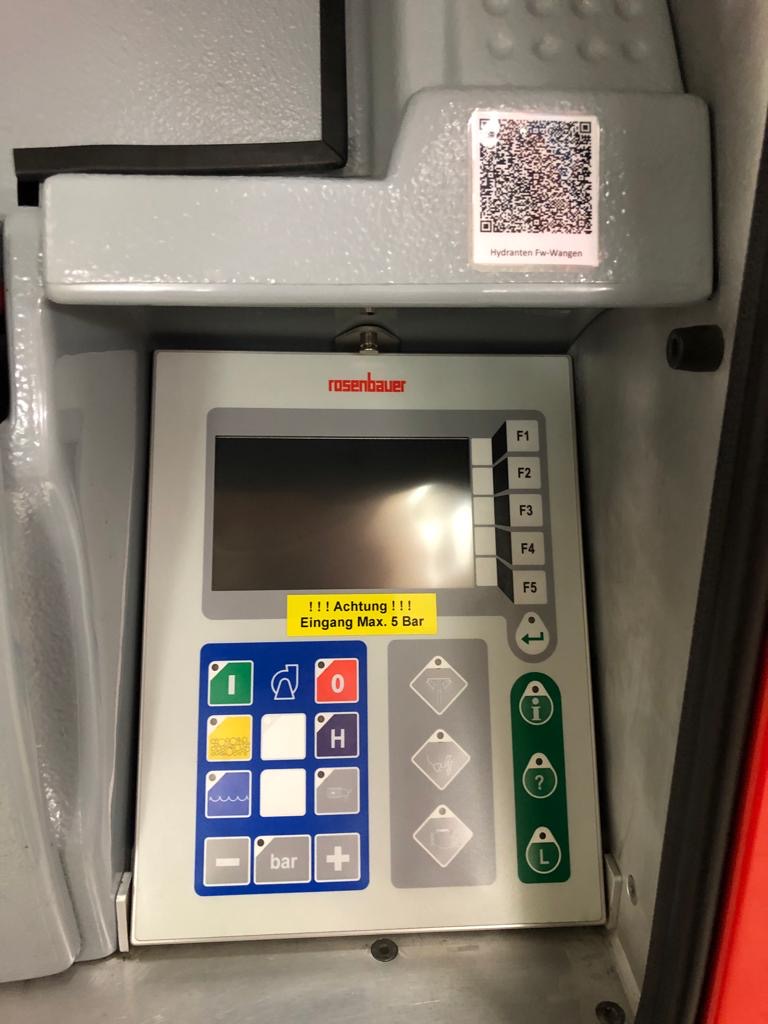 Hydranten Fw-Wangen
rosenbauer
F1
F2
F3
F4
F5
! ! ! Achtung ! ! !
Eingang Max. 5 Bar
I
0
H
i
?
L
− bar +